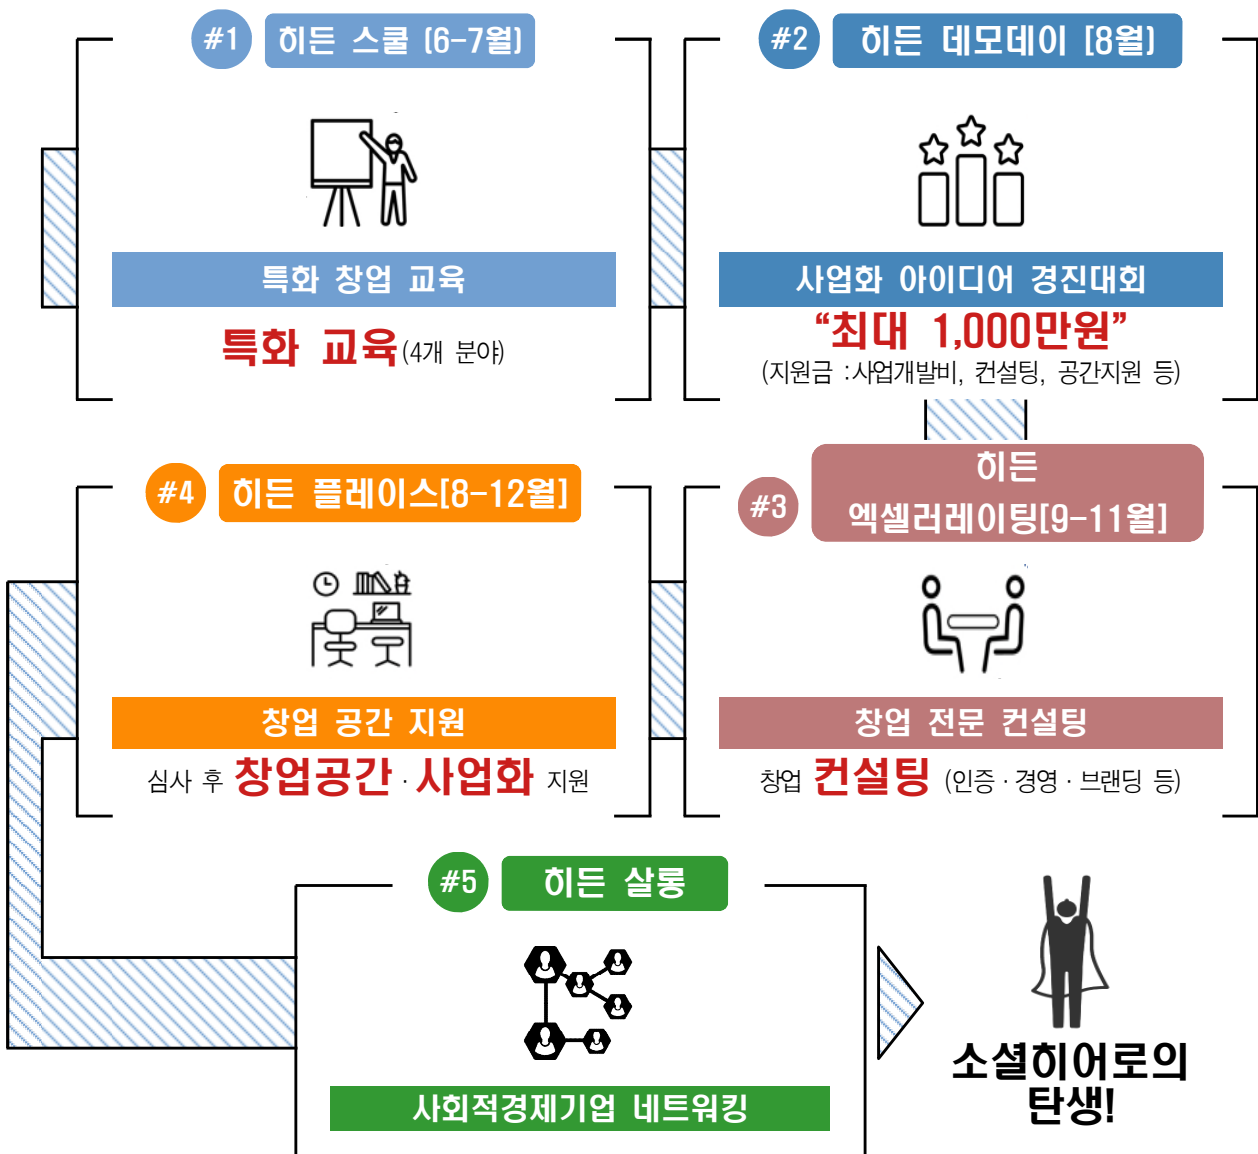 #1 히든 스쿨 [6-7월]
특화 창업 교육
특화 교육(4개 분야)
#2 히든 데모데이 [8월]
사업화 아이디어 경진대회
“최대 1,000만원”
(지원금 :사업개발비, 컨설팅, 공간지원 등)
#3 히든
엑셀러레이팅[9-11월]
창업 전문 컨설팅
창업 컨설팅 (인증 · 경영 · 브랜딩 등)
#4 히든 플레이스[8-12월]
창업 공간 지원
심사 후 창업공간 · 사업화 지원
#5 히든 살롱
사회적경제기업 네트워킹
소셜히어로의
탄생!